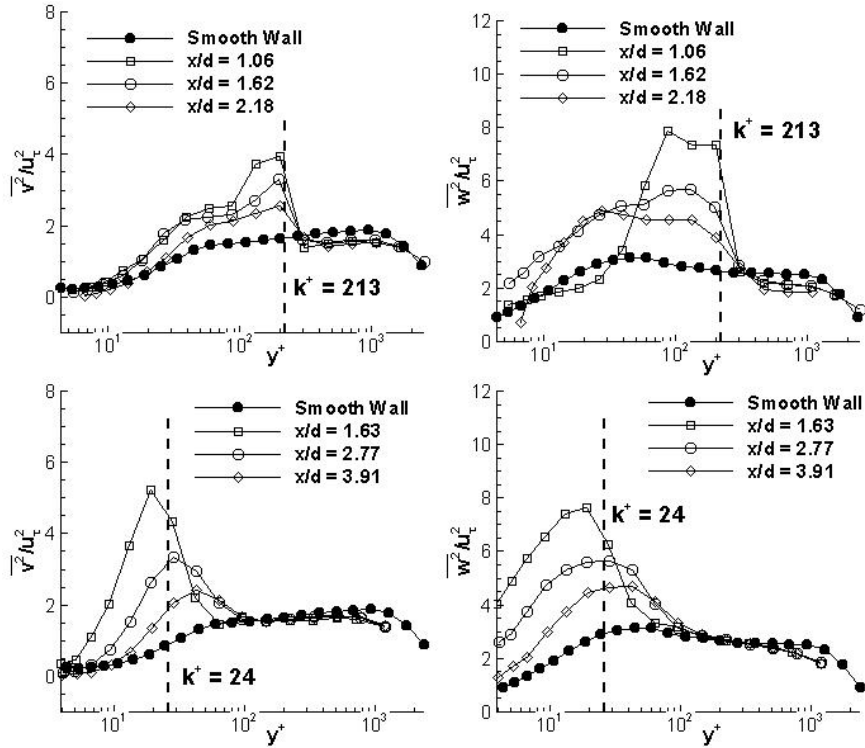 8
6
4
2
0
v²/u²τ
Smooth Wall
x/d = 1.06
x/d = 1.62
x/d = 2.18
k⁺ = 213
10¹
10²
10³
y⁺
12
10
8
6
4
2
0
w²/u²τ
Smooth Wall
x/d = 1.06
x/d = 1.62
x/d = 2.18
k⁺ = 213
10¹
10²
10³
y⁺
8
6
4
2
0
v²/u²τ
Smooth Wall
x/d = 1.63
x/d = 2.77
x/d = 3.91
k⁺ = 24
10¹
10²
10³
y⁺
12
10
8
6
4
2
0
w²/u²τ
Smooth Wall
x/d = 1.63
x/d = 2.77
x/d = 3.91
k⁺ = 24
10¹
10²
10³
y⁺